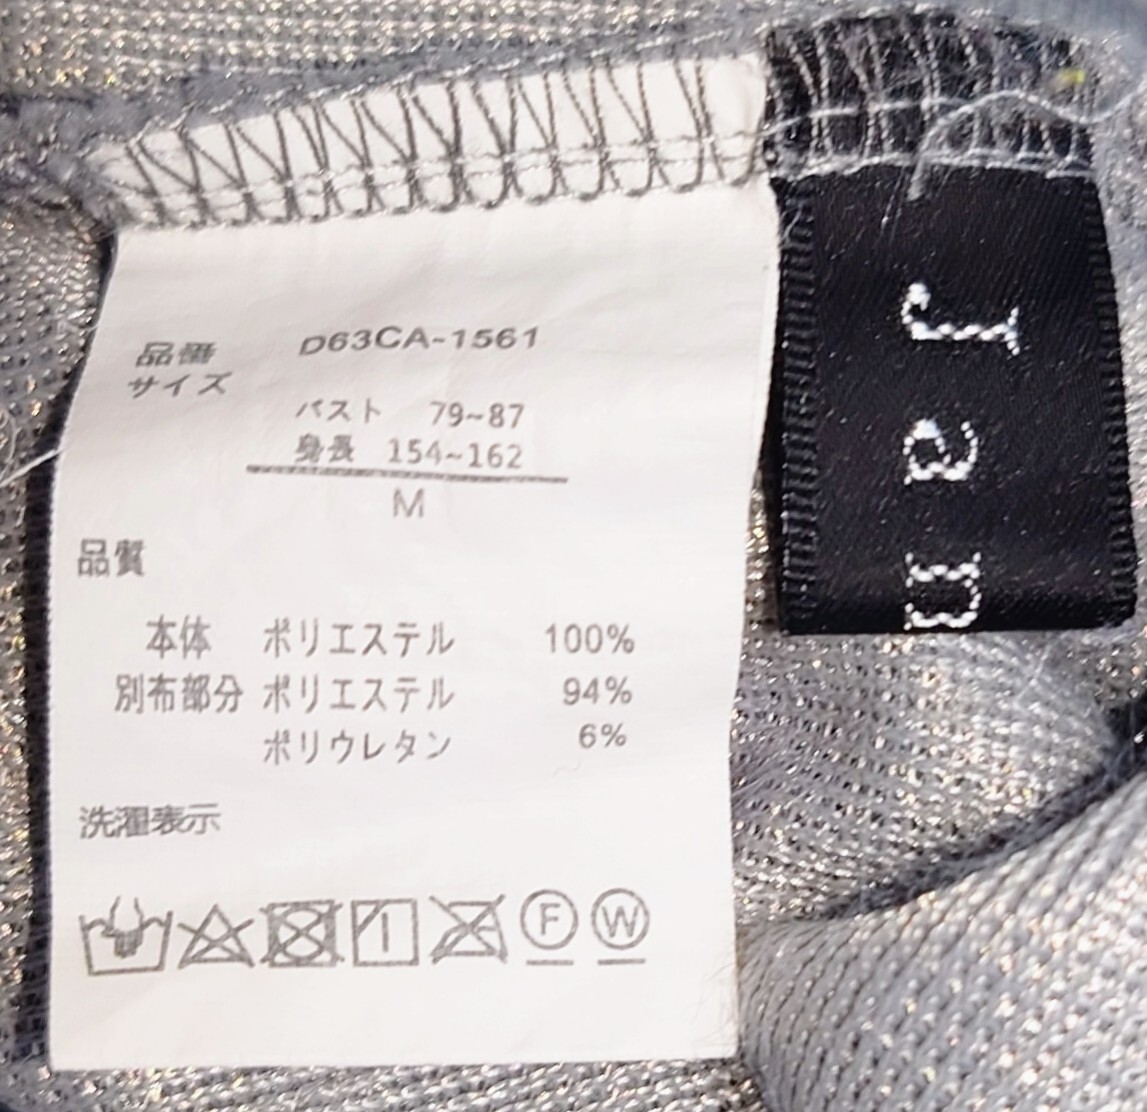 品番 D63CA-1561
サイズ
バスト 79~87
身長 154~162
M
品質
本体 ポリエステル 100%
別布部分 ポリエステル 94%
ポリウレタン 6%
洗濯表示
F W
Jan